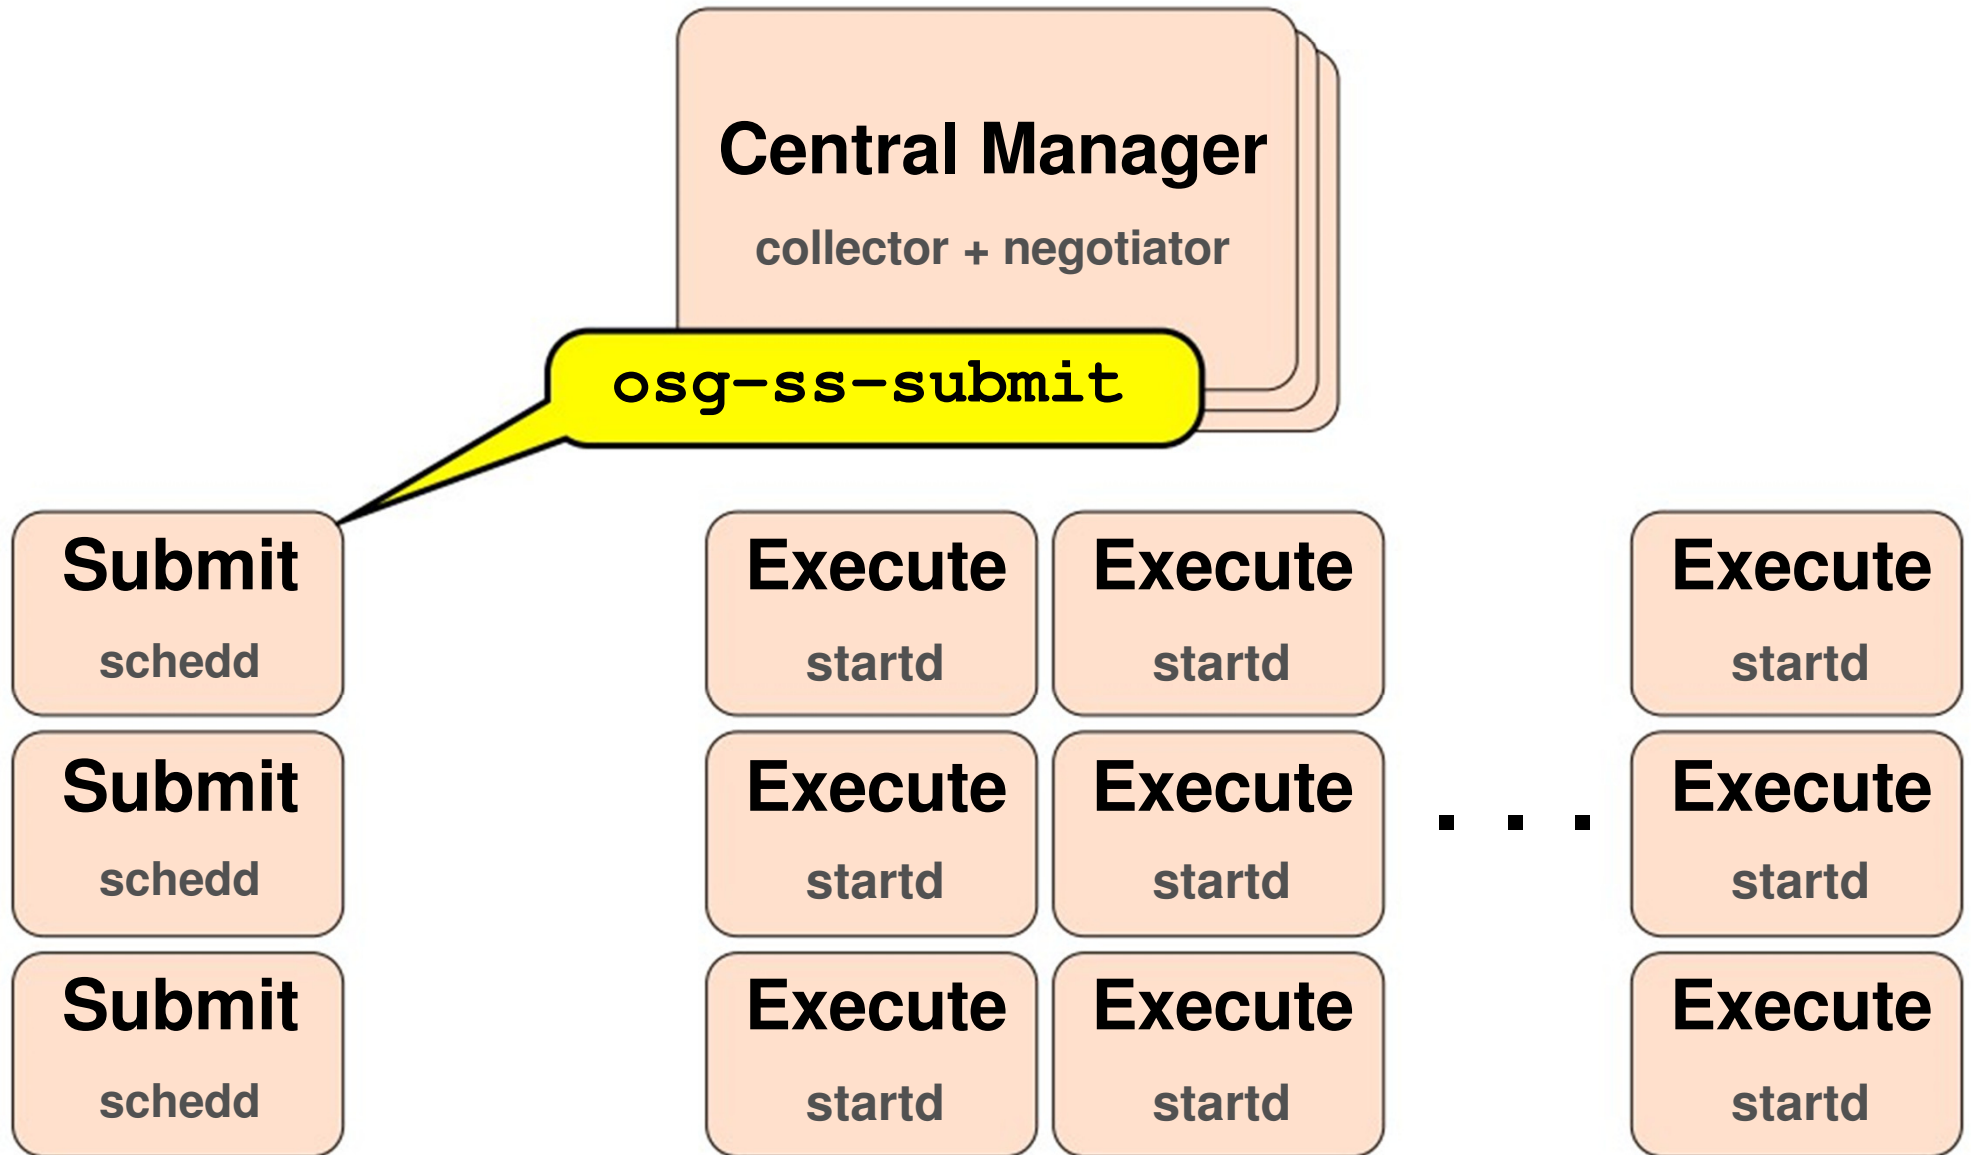 Central Manager
collector + negotiator
osg-ss-submit
Submit
schedd
Execute
startd
Execute
startd
Execute
startd
Submit
schedd
Execute
startd
Execute
startd
. . .
Execute
startd
Submit
schedd
Execute
startd
Execute
startd
Execute
startd